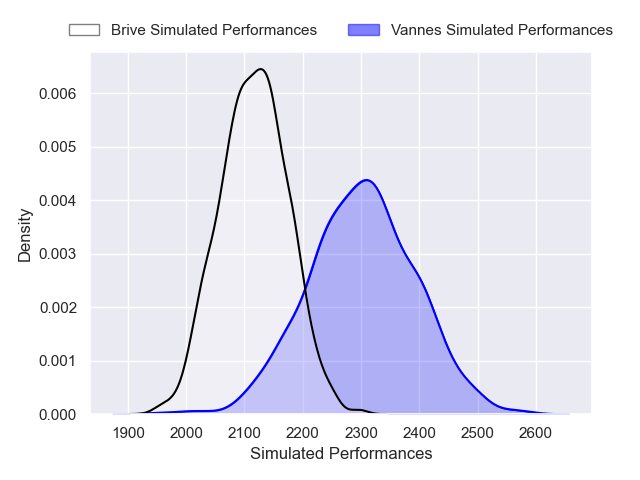 Brive Simulated Performances
Vannes Simulated Performances
0.006
0.005
0.004
0.003
0.002
0.001
0.000
Density
1900 2000 2100 2200 2300 2400 2500 2600
Simulated Performances